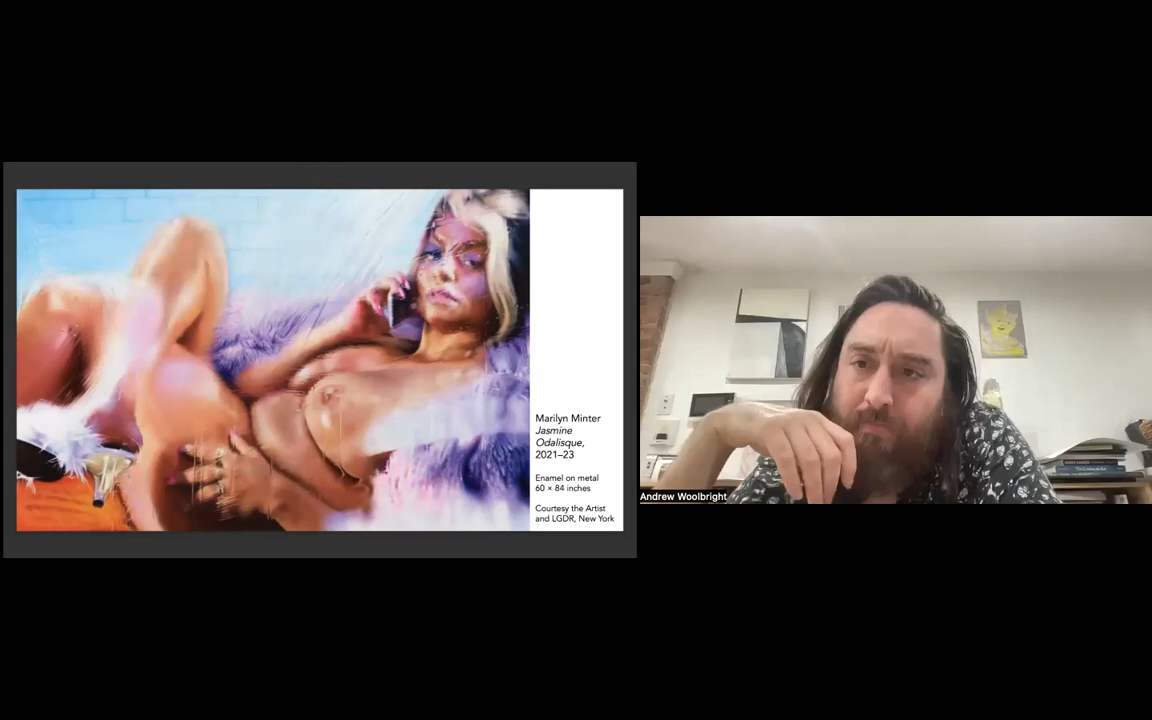 Marilyn Minter
Jasmine
Odalisque,
2021–23
Enamel on metal
60 × 84 inches
Courtesy the Artist
and LGDR, New York
Andrew Woolbright